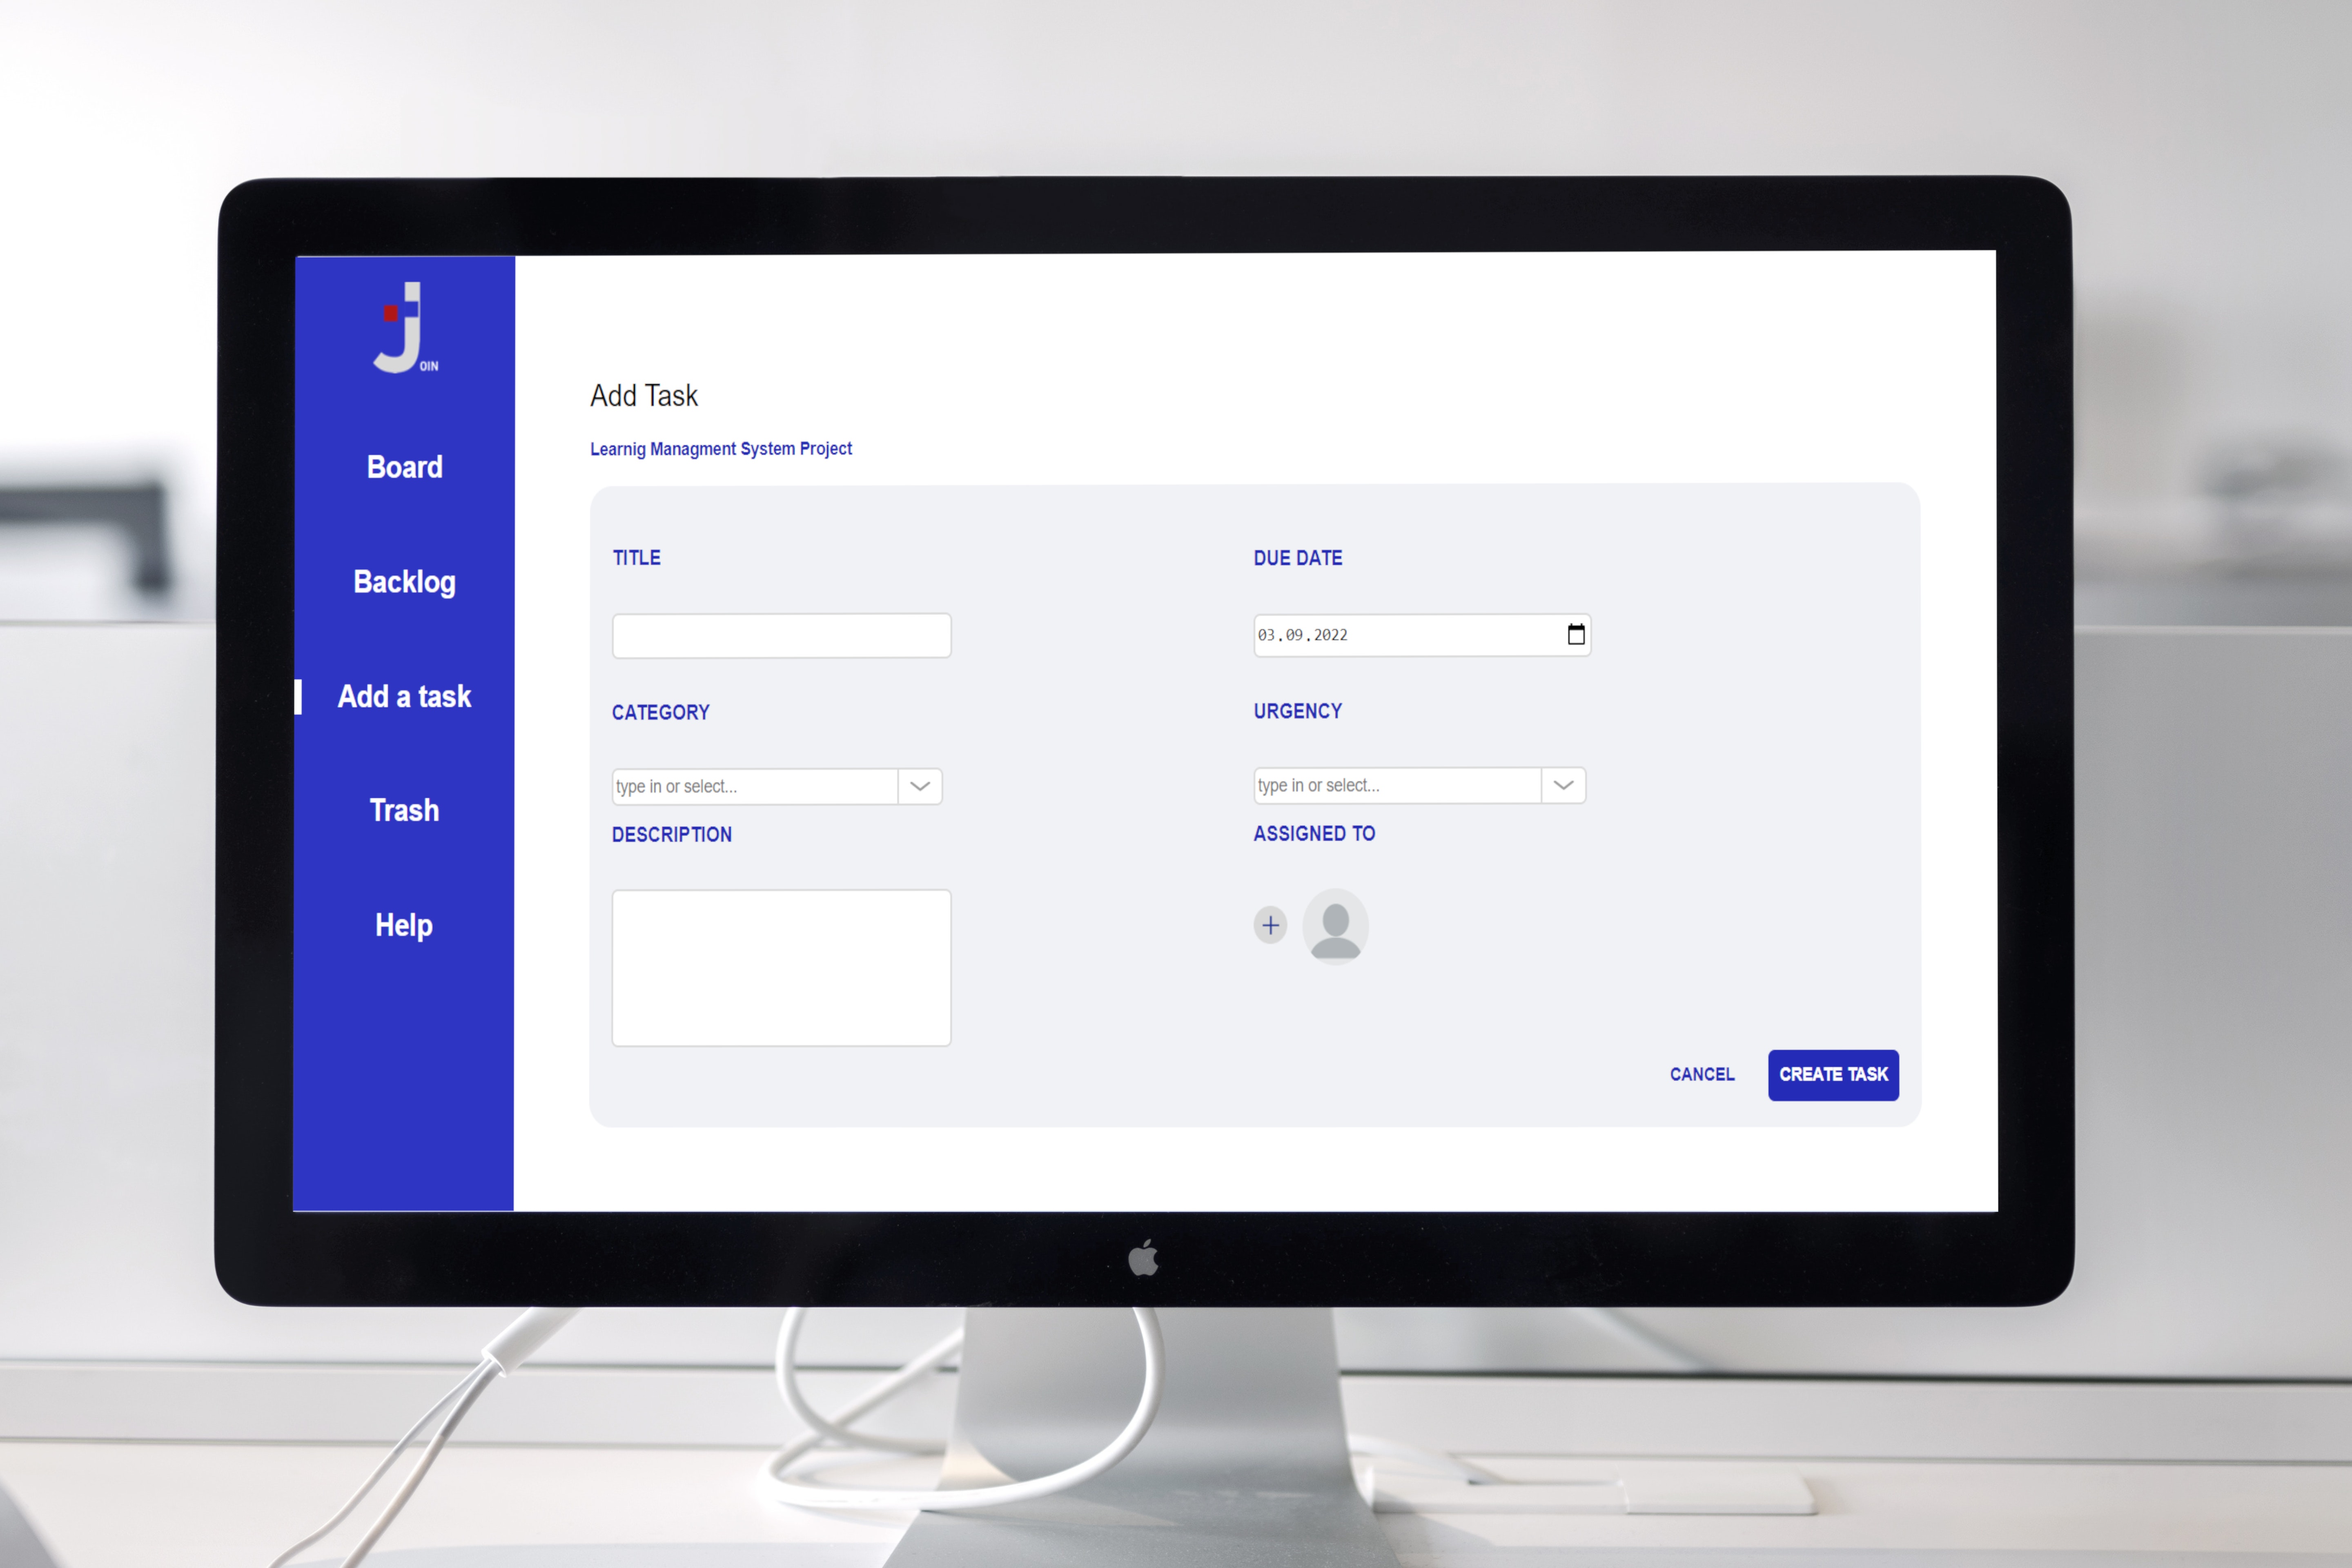 JOIN
Board
Backlog
Add a task
Trash
Help
Add Task
Learnig Managment System Project
TITLE
DUE DATE
03.09.2022
CATEGORY
URGENCY
type in or select...
type in or select...
DESCRIPTION
ASSIGNED TO
+
CANCEL
CREATE TASK